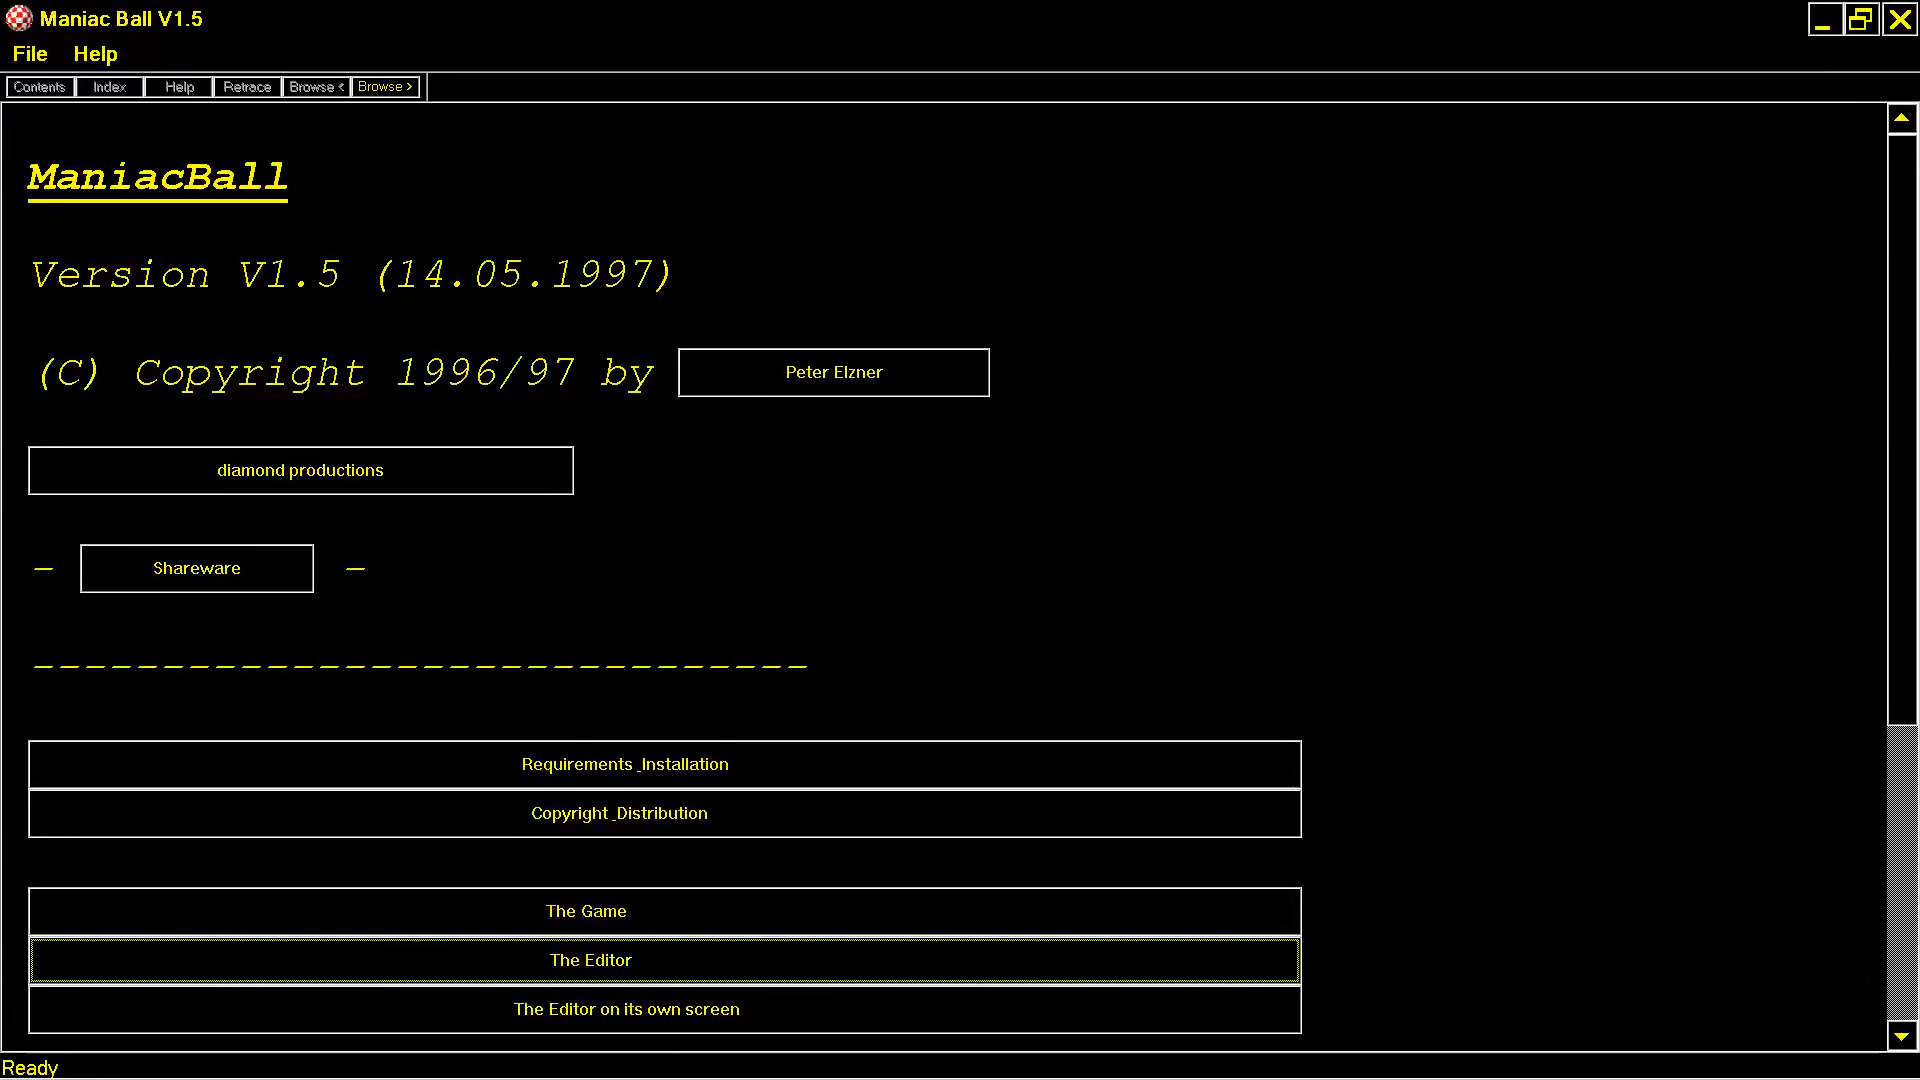 Maniac Ball V1.5
File Help
Contents Index Help Retrace Browse < Browse >
ManiacBall
Version V1.5 (14.05.1997)
(C) Copyright 1996/97 by Peter Elzner
diamond productions
- Shareware -
------------------------------
Requirements_Installation
Copyright_Distribution
The Game
The Editor
The Editor on its own screen
Ready